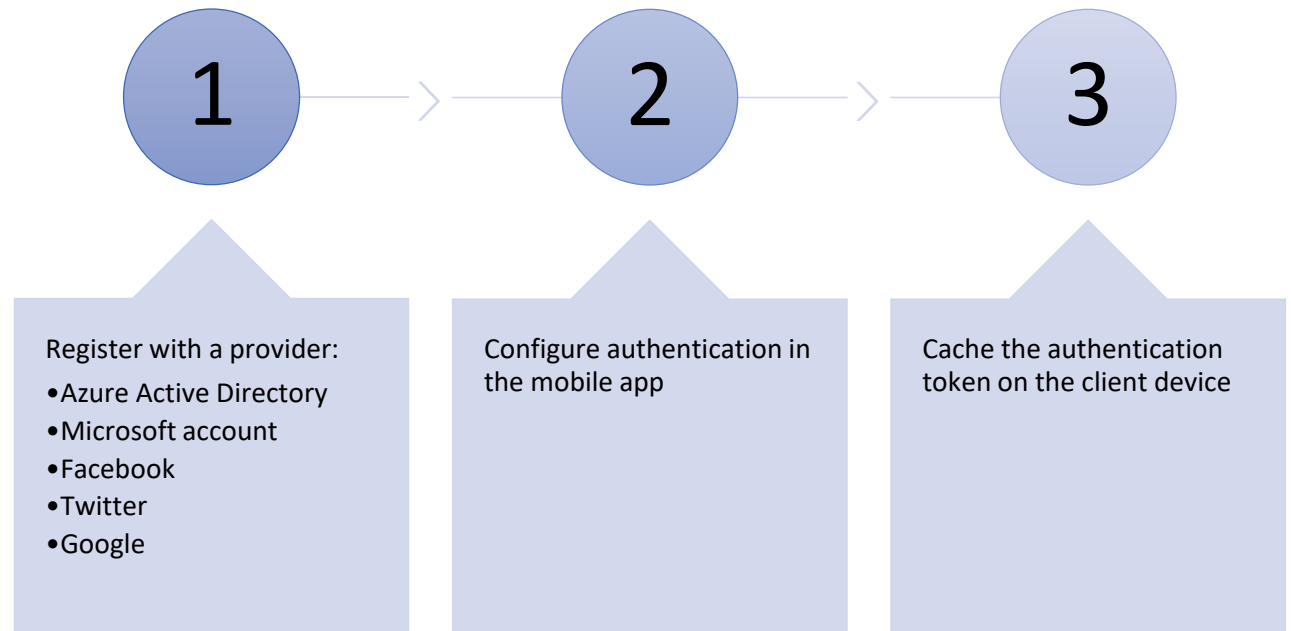 1
2
3
Register with a provider:
•Azure Active Directory
•Microsoft account
•Facebook
•Twitter
•Google
Configure authentication in
the mobile app
Cache the authentication
token on the client device